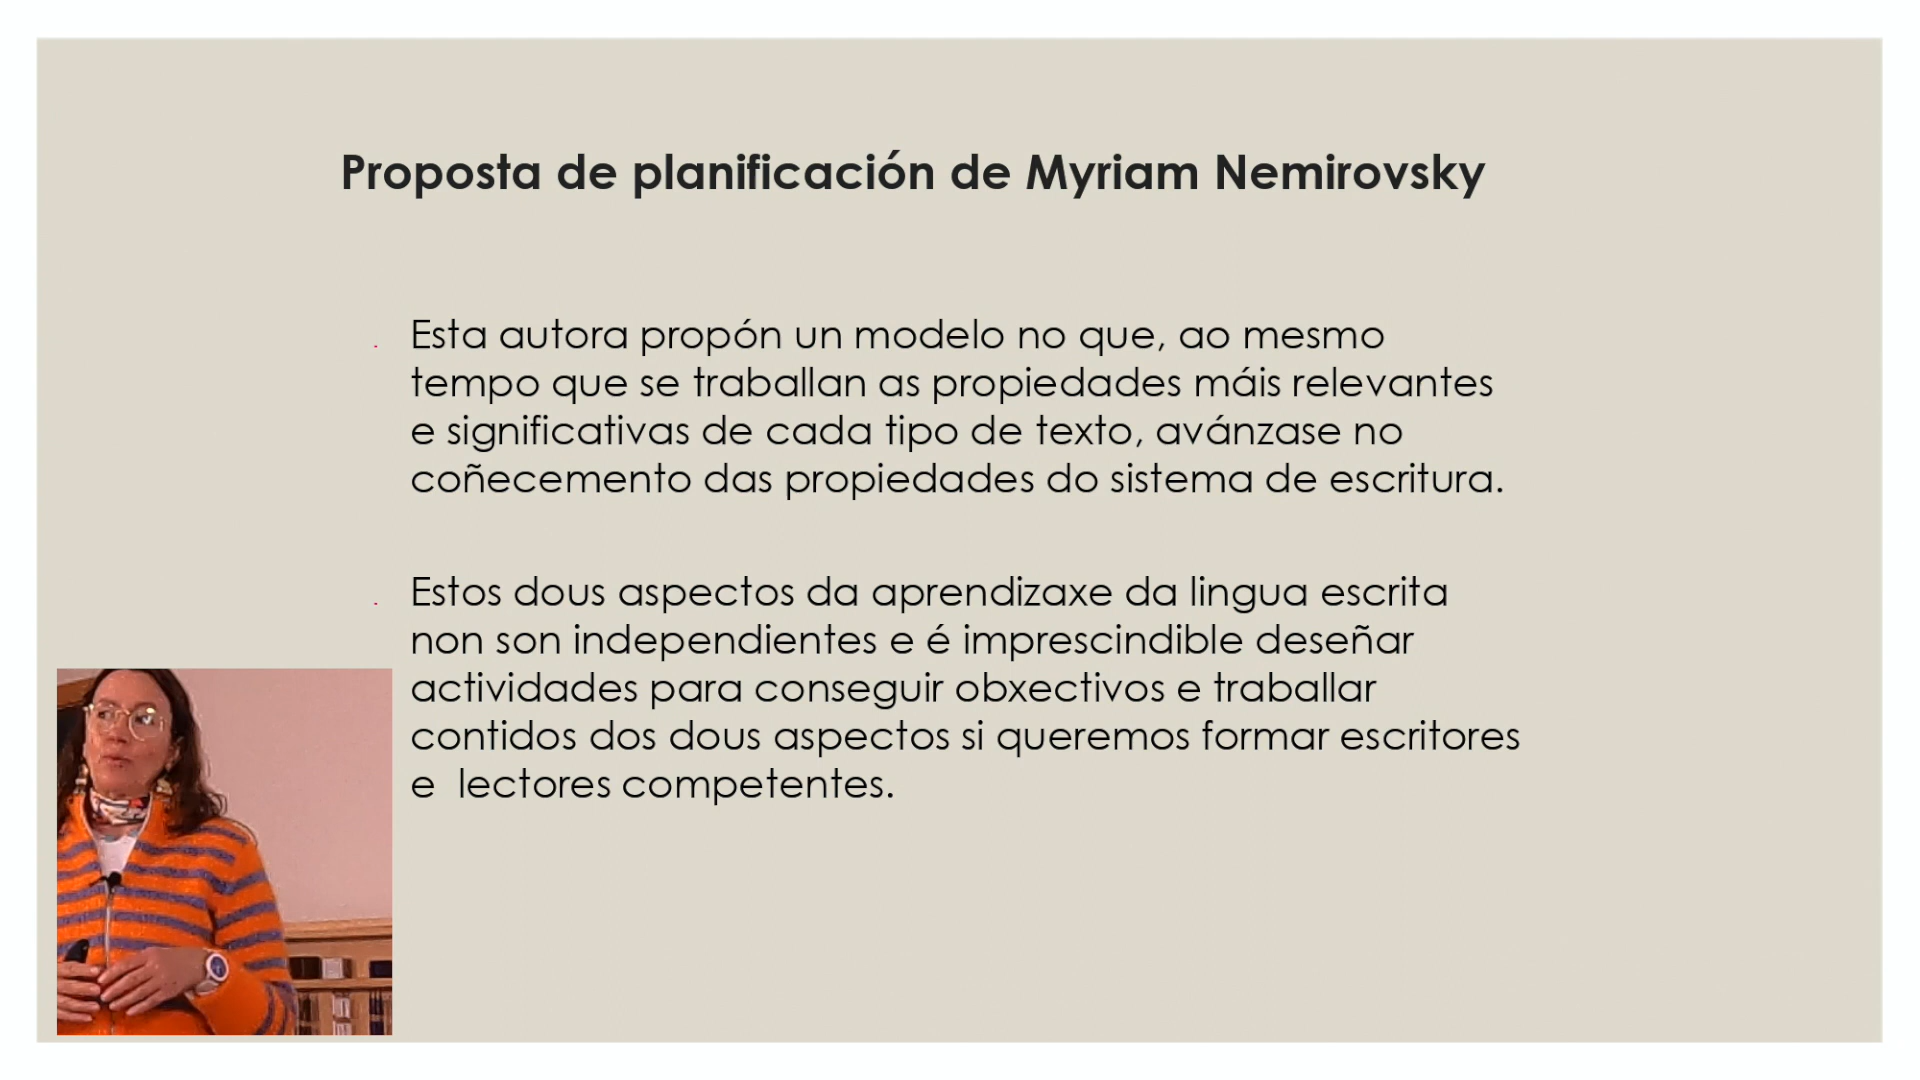 Proposta de planificación de Myriam Nemirovsky
Esta autora propón un modelo no que, ao mesmo
tempo que se traballan as propiedades máis relevantes
e significativas de cada tipo de texto, avánzase no
coñecemento das propiedades do sistema de escritura.
Estos dous aspectos da aprendizaxe da lingua escrita
non son independientes e é imprescindible deseñar
actividades para conseguir obxectivos e traballar
contidos dos dous aspectos si queremos formar escritores
e lectores competentes.